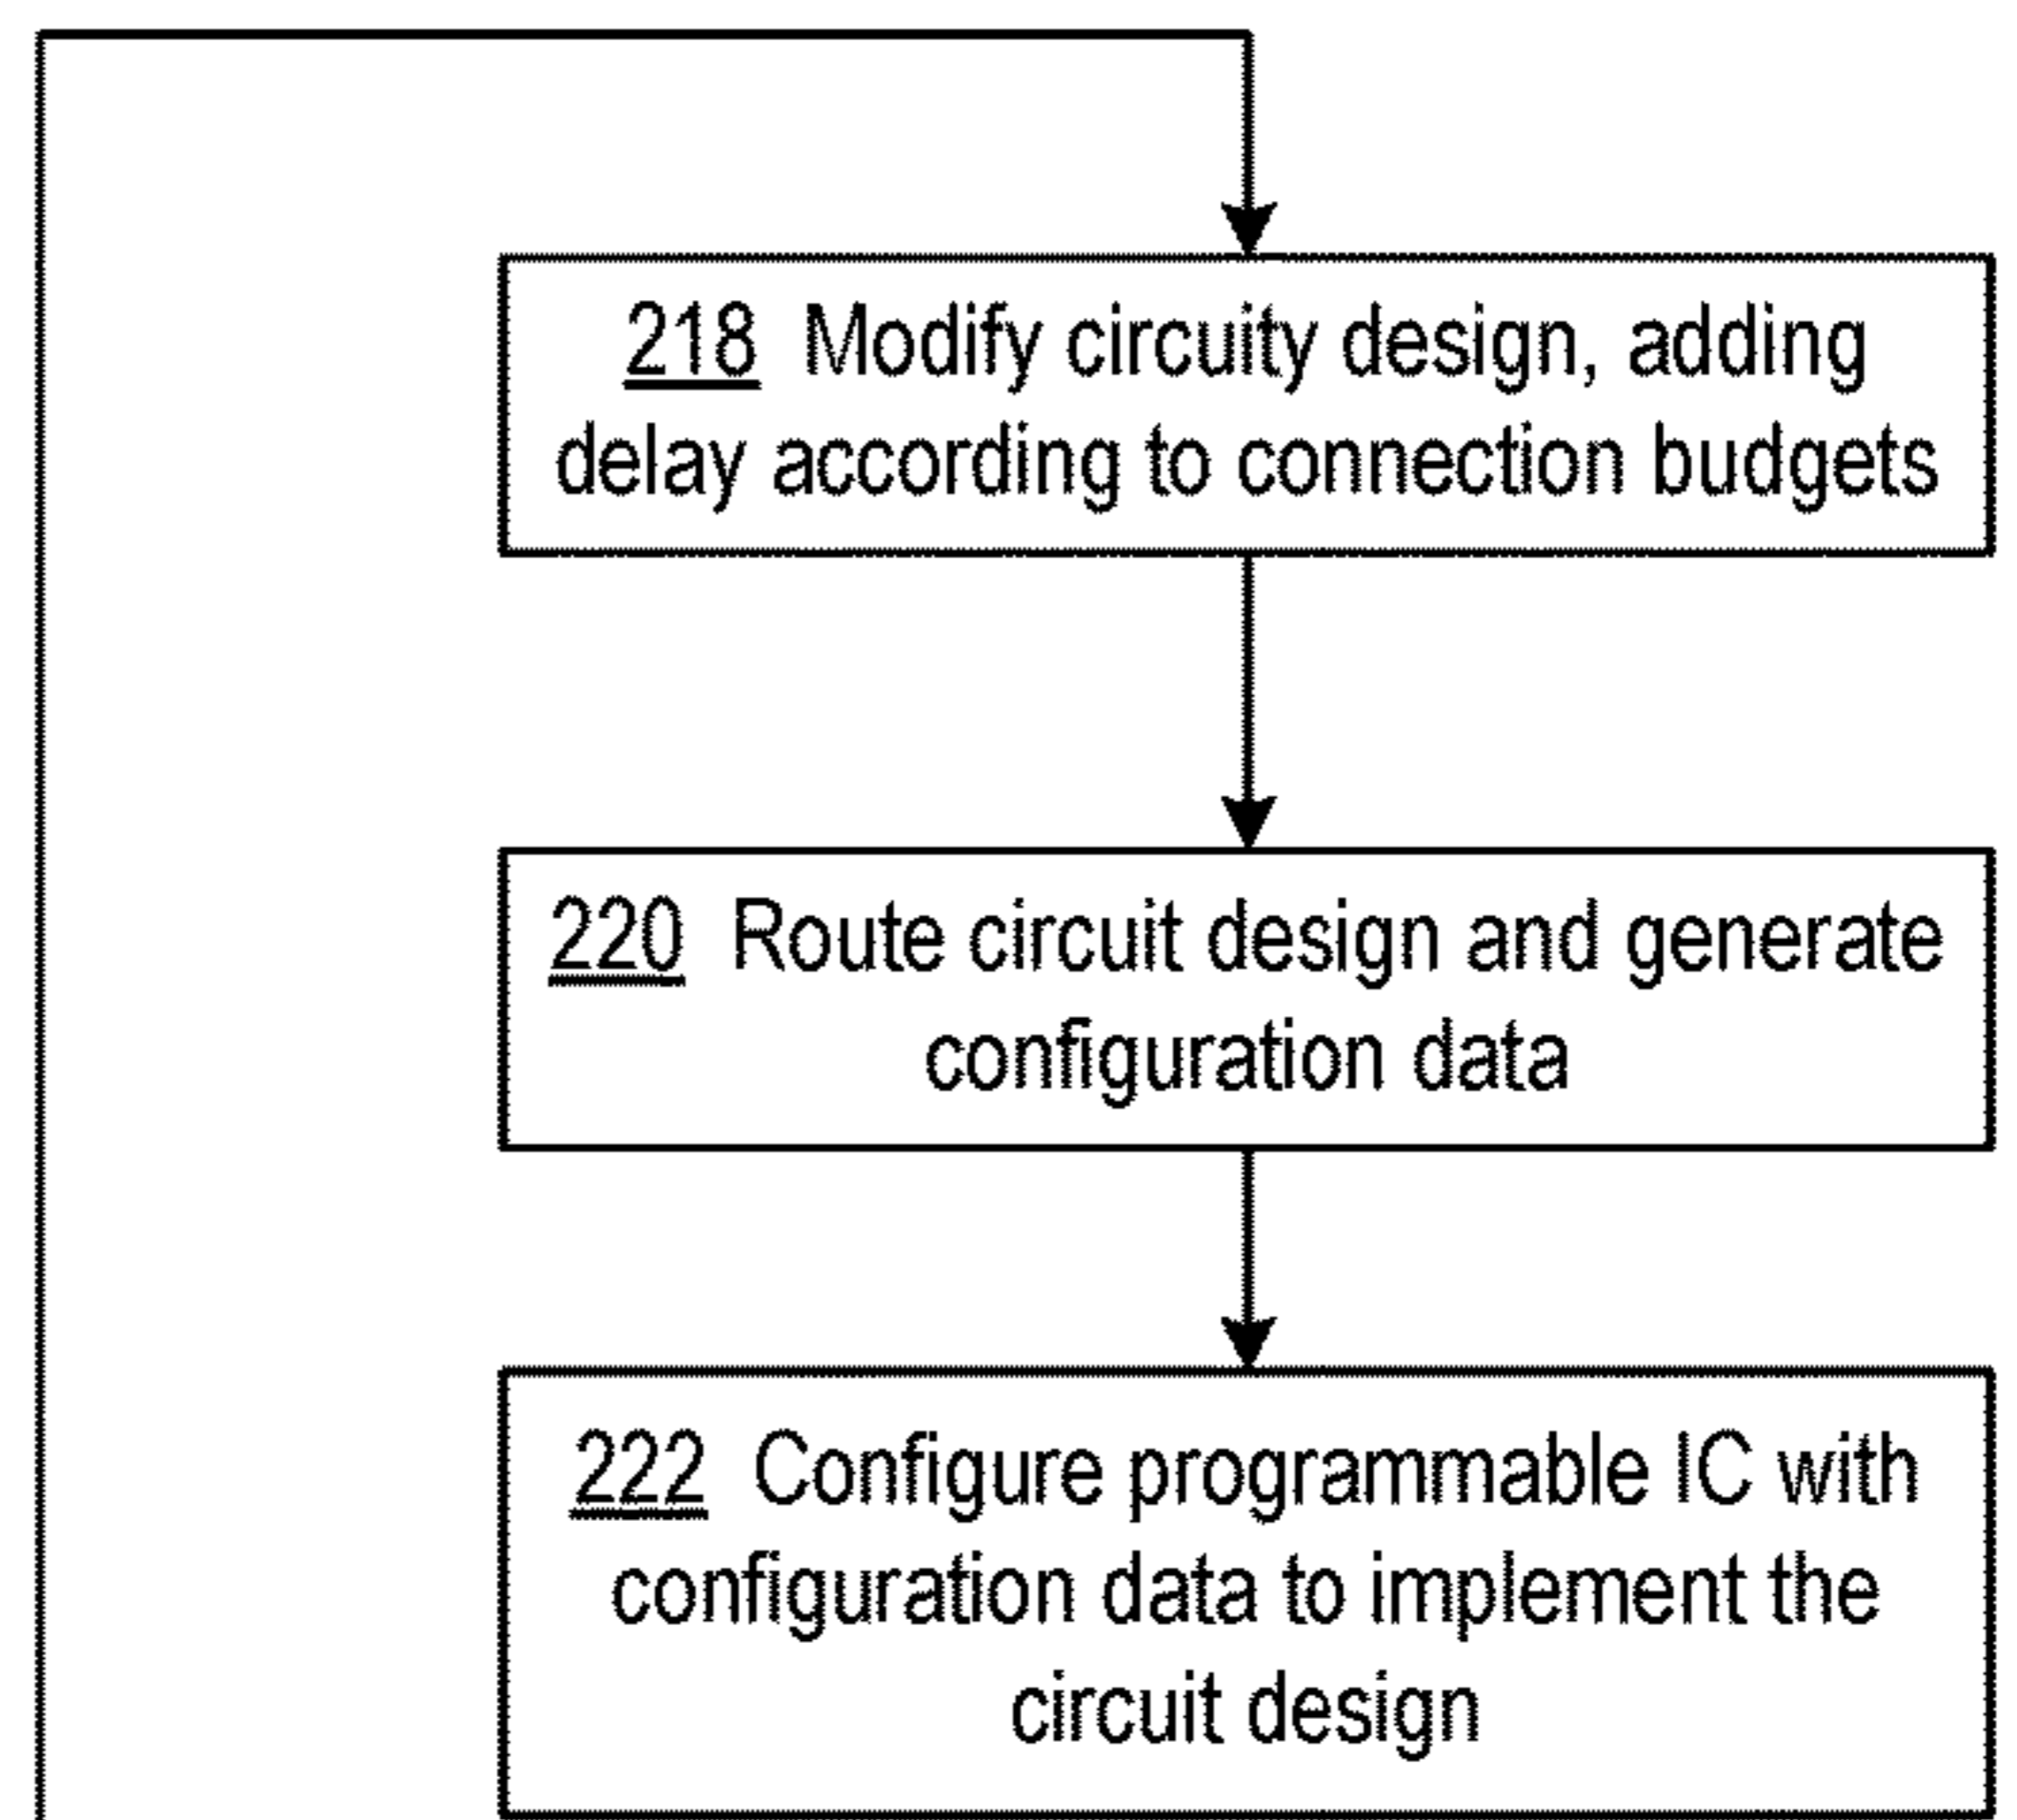 218 Modify circuity design, adding
delay according to connection budgets
220 Route circuit design and generate
configuration data
222 Configure programmable IC with
configuration data to implement the
circuit design